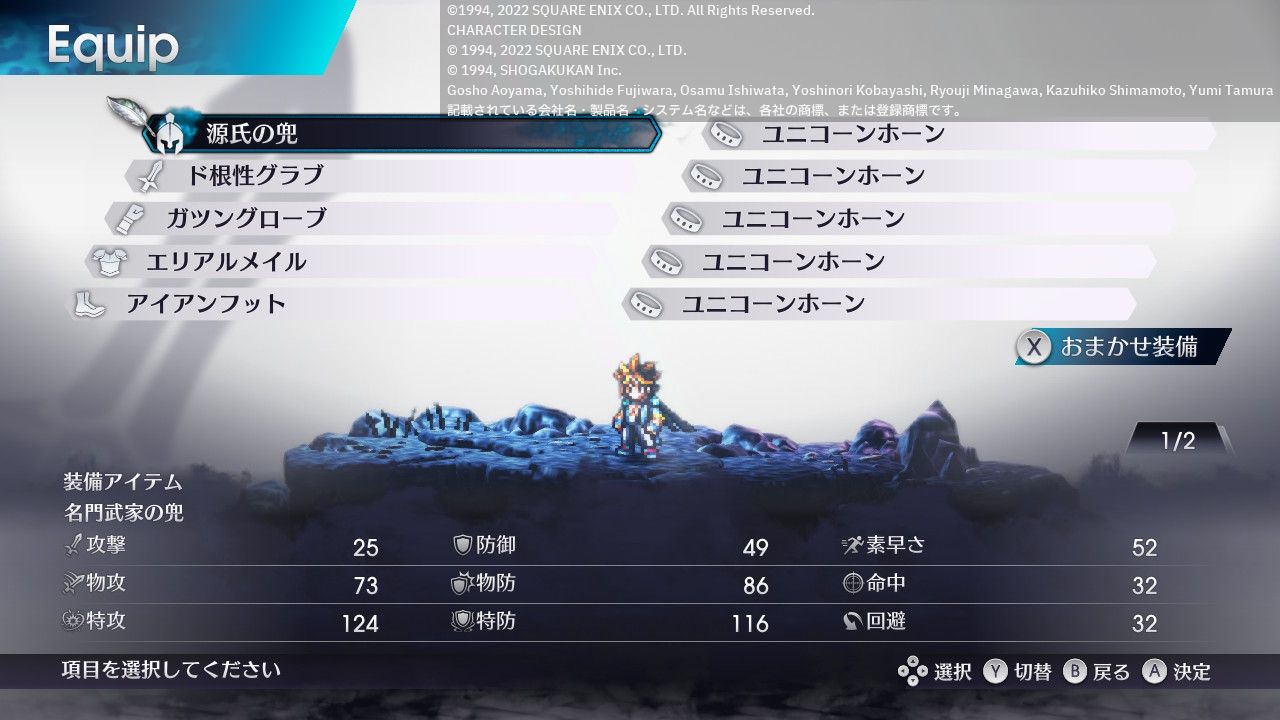 Equip
©1994, 2022 SQUARE ENIX CO., LTD. All Rights Reserved.
CHARACTER DESIGN
© 1994, 2022 SQUARE ENIX CO., LTD.
© 1994, SHOGAKUKAN Inc.
Gosho Aoyama, Yoshihide Fujiwara, Osamu Ishiwata, Yoshinori Kobayashi, Ryouji Minagawa, Kazuhiko Shimamoto, Yumi Tamura
記載されている会社名・製品名・システム名などは、各社の商標、または登録商標です。
源氏の兜 ユニコーンホーン
ド根性グラブ ユニコーンホーン
ガツングローブ ユニコーンホーン
エリアルメイル ユニコーンホーン
アイアンフット ユニコーンホーン
X おまかせ装備
1/2
装備アイテム
名門武家の兜
攻撃 25 防御 49 素早さ 52
物攻 73 物防 86 命中 32
特攻 124 特防 116 回避 32
項目を選択してください 選択 Y 切替 B 戻る A 決定